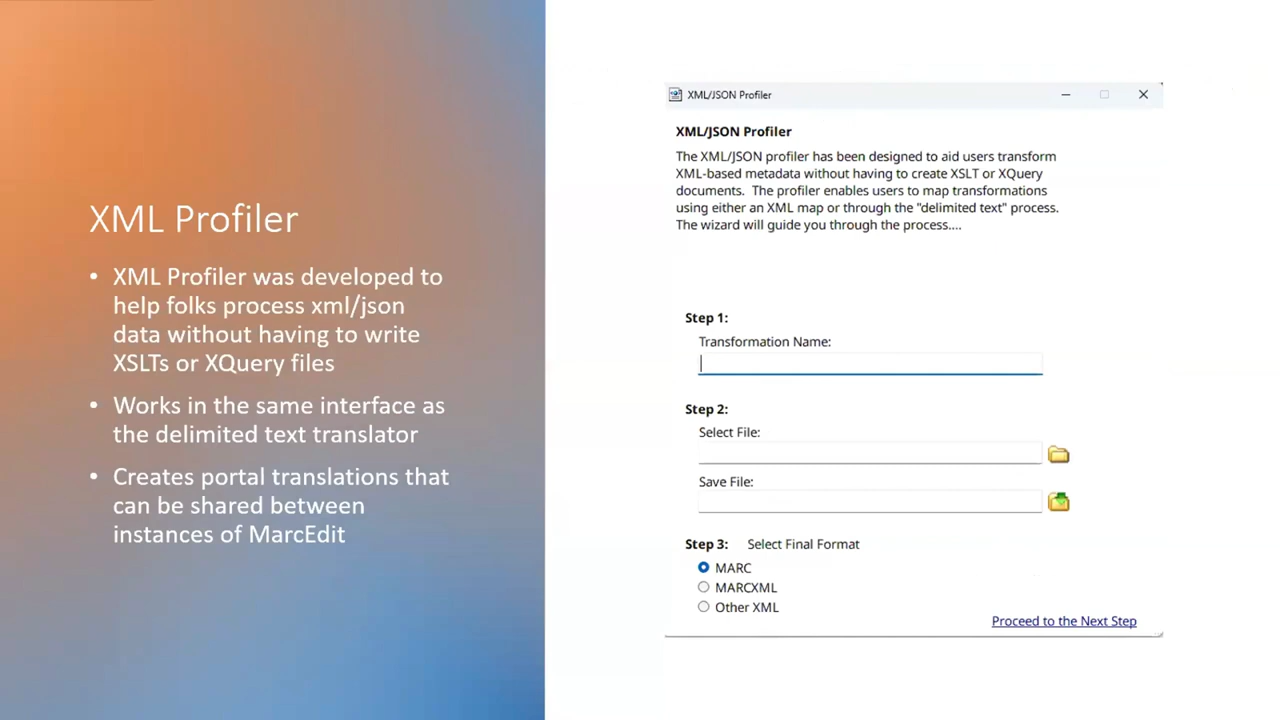 XML Profiler
• XML Profiler was developed to
help folks process xml/json
data without having to write
XSLTs or XQuery files
• Works in the same interface as
the delimited text translator
• Creates portal translations that
can be shared between
instances of MarcEdit
XML/JSON Profiler
XML/JSON Profiler
The XML/JSON profiler has been designed to aid users transform
XML-based metadata without having to create XSLT or XQuery
documents.  The profiler enables users to map transformations
using either an XML map or through the "delimited text" process.
The wizard will guide you through the process....
Step 1:
Transformation Name:
Step 2:
Select File:
Save File:
Step 3: Select Final Format
MARC
MARCXML
Other XML
Proceed to the Next Step